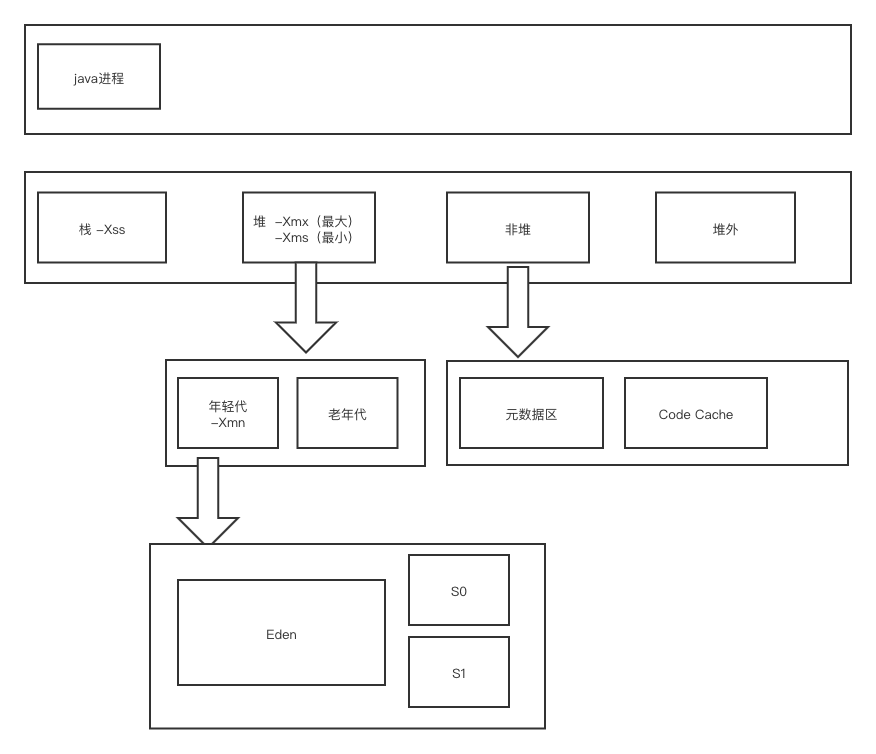 java进程
栈 -Xss
堆 -Xmx（最大）
-Xms（最小）
非堆
堆外
年轻代
-Xmn
老年代
元数据区
Code Cache
Eden
S0
S1